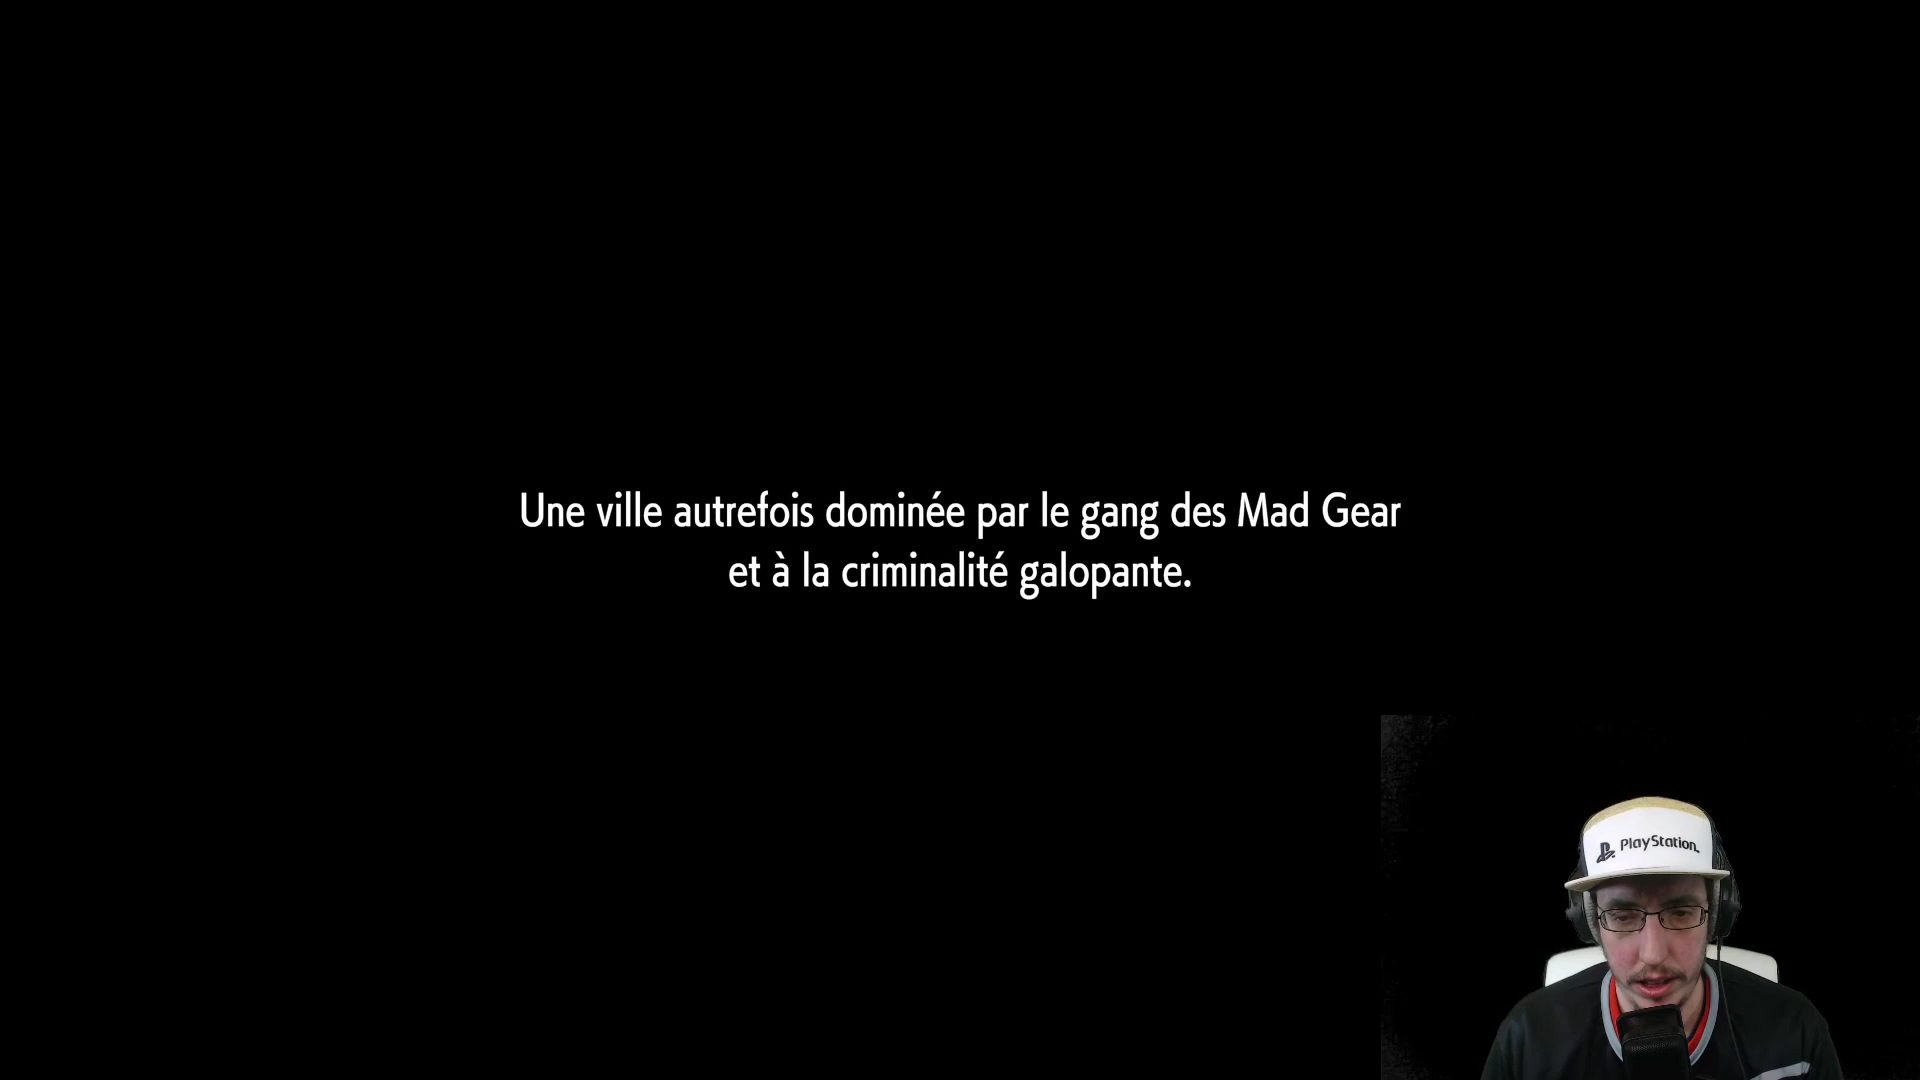 Une ville autrefois dominée par le gang des Mad Gear
et à la criminalité galopante.
PlayStation